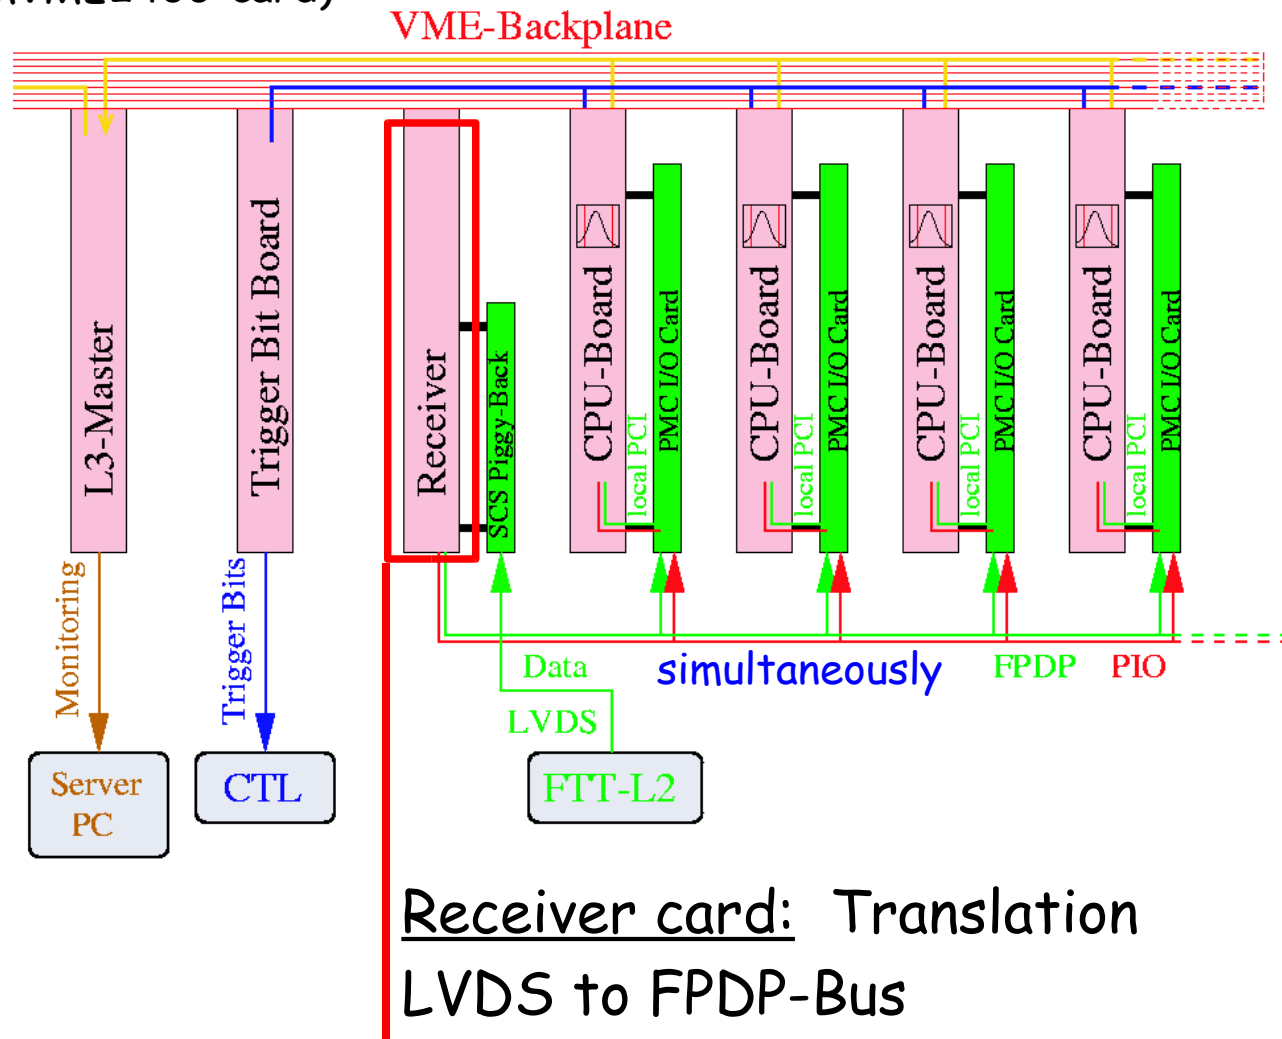 VME-Backplane
L3-Master
Trigger Bit Board
Receiver
SCS Piggy-Back
CPU-Board
local PCI
PMC I/O Card
CPU-Board
local PCI
PMC I/O Card
CPU-Board
local PCI
PMC I/O Card
CPU-Board
local PCI
PMC I/O Card
Monitoring
Trigger Bits
Data
simultaneously
FPDP
PIO
LVDS
Server
PC
CTL
FTT-L2
Receiver card: Translation
LVDS to FPDP-Bus